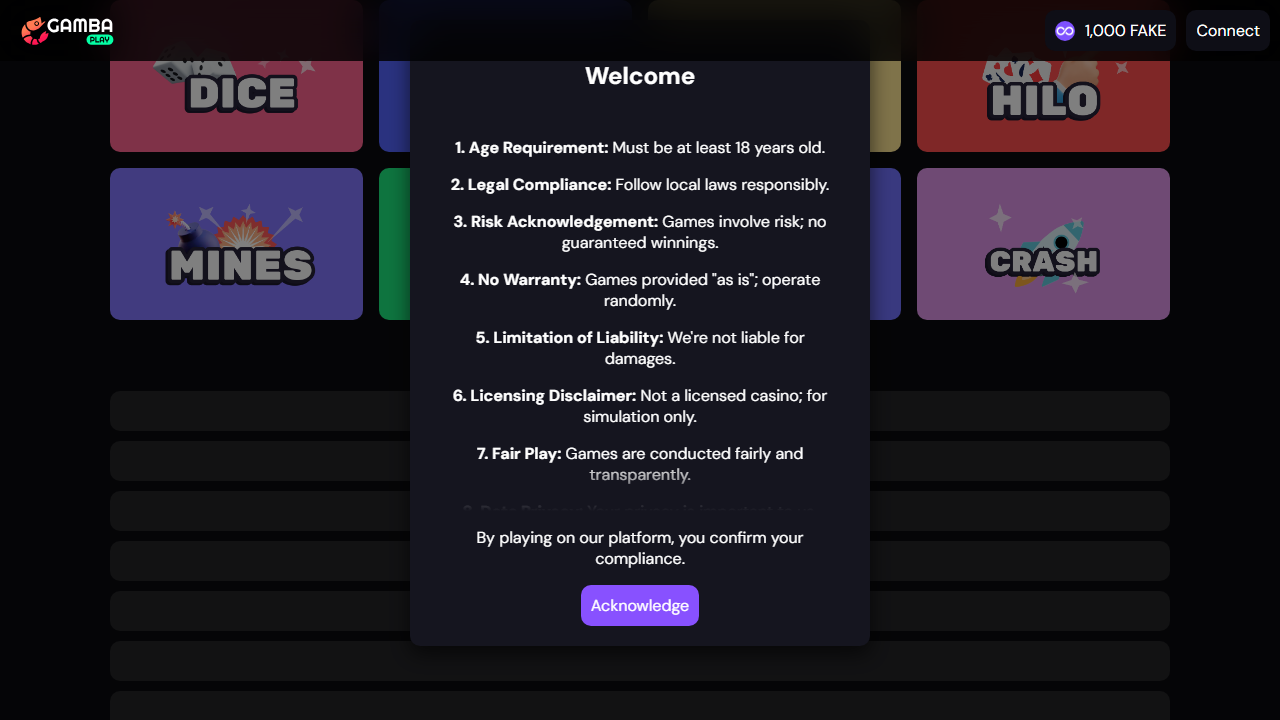 GAMBA
PLAY
1,000 FAKE
Connect
DICE
HILO
MINES
CRASH
Welcome
1. Age Requirement: Must be at least 18 years old.
2. Legal Compliance: Follow local laws responsibly.
3. Risk Acknowledgement: Games involve risk; no
guaranteed winnings.
4. No Warranty: Games provided "as is"; operate
randomly.
5. Limitation of Liability: We're not liable for
damages.
6. Licensing Disclaimer: Not a licensed casino; for
simulation only.
7. Fair Play: Games are conducted fairly and
transparently.
By playing on our platform, you confirm your
compliance.
Acknowledge